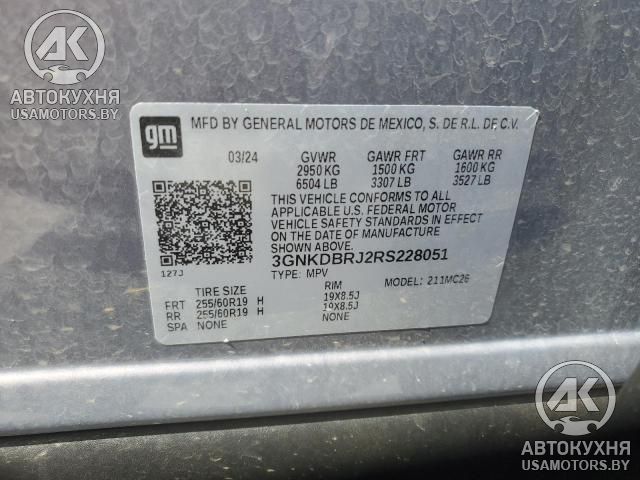 AK
АВТОКУХНЯ
USAMOTORS.BY
gm
MFD BY GENERAL MOTORS DE MEXICO, S. DE R.L. DE C.V.
03/24 GVWR GAWR FRT GAWR RR
2950 KG 1500 KG 1600 KG
6504 LB 3307 LB 3527 LB
THIS VEHICLE CONFORMS TO ALL
APPLICABLE U.S. FEDERAL MOTOR
VEHICLE SAFETY STANDARDS IN EFFECT
ON THE DATE OF MANUFACTURE
SHOWN ABOVE.
3GNKDBRJ2RS228051
127J TYPE: MPV MODEL: 211MC26
TIRE SIZE RIM
FRT 255/60R19 H 19X8.5J
RR 255/60R19 H 19X8.5J
SPA NONE NONE
AK
АВТОКУХНЯ
USAMOTORS.BY